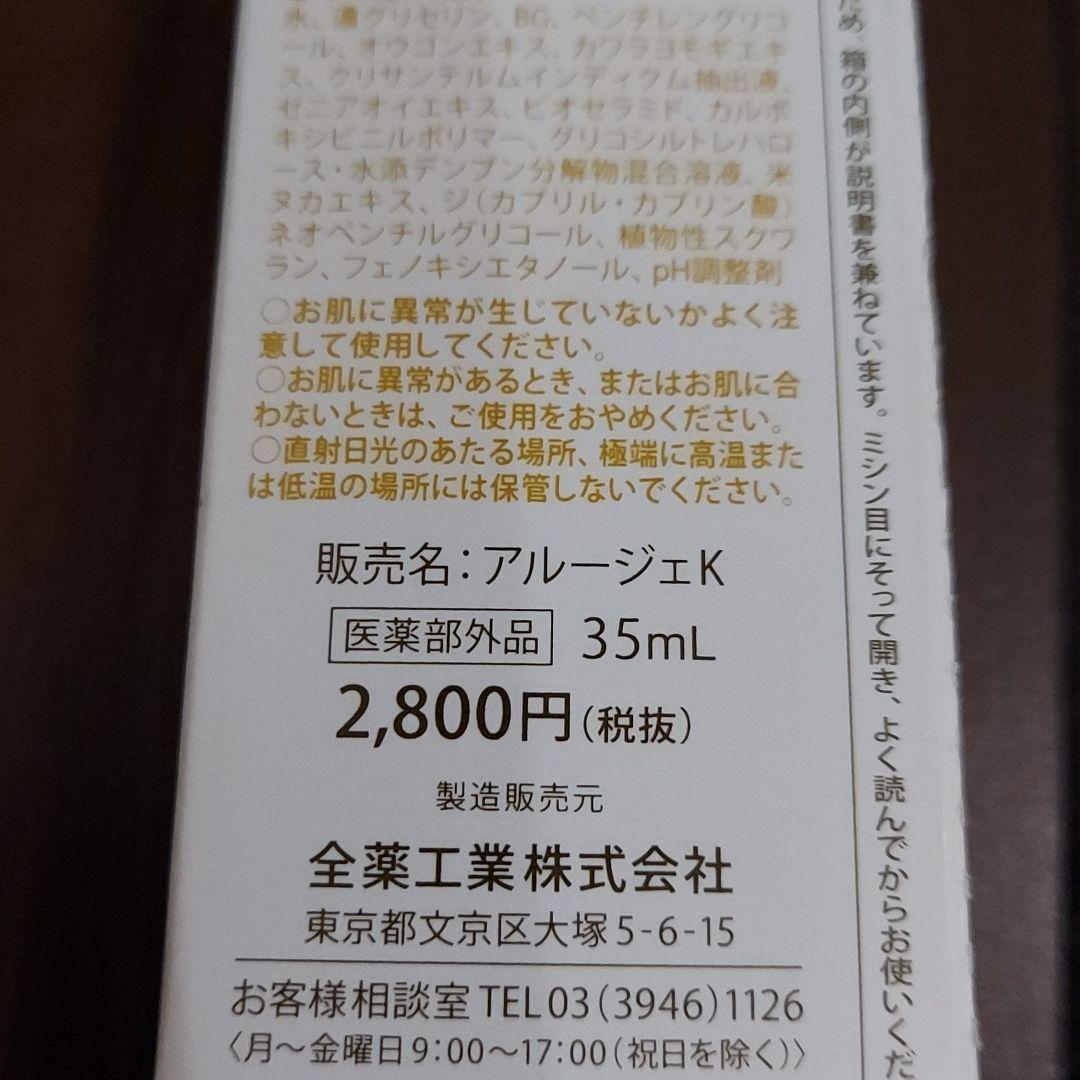 水、濃グリセリン、BG、ペンチレングリコ
ール、オウゴンエキス、カワラヨモギエキ
ス、クリサンテルムインディクム抽出液、
ゼニアオイエキス、ビオセラミド、カルボ
キシビニルポリマー、グリコシルトレハロ
ース・水添デンプン分解物混合溶液、米
ヌカエキス、ジ(カプリル・カプリン酸)
ネオペンチルグリコール、植物性スクワ
ラン、フェノキシエタノール、pH調整剤
○お肌に異常が生じていないかよく注
意して使用してください。
○お肌に異常があるとき、またはお肌に合
わないときは、ご使用をおやめください。
○直射日光のあたる場所、極端に高温また
は低温の場所には保管しないでください。
販売名：アルージェK
医薬部外品 35mL
2,800円(税抜)
製造販売元
全薬工業株式会社
東京都文京区大塚5-6-15
お客様相談室 TEL03(3946)1126
〈月〜金曜日9:00〜17:00(祝日を除く)〉
ため、箱の内側が説明書を兼ねています。ミシン目にそって開き、よく読んでからお使いくだ